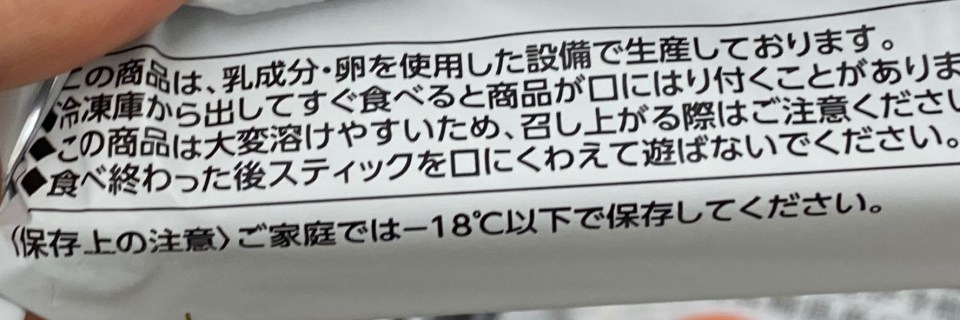 この商品は、乳成分・卵を使用した設備で生産しております。
◆冷凍庫から出してすぐ食べると商品が口にはり付くことがありま
◆この商品は大変溶けやすいため、召し上がる際はご注意ください
◆食べ終わった後スティックを口にくわえて遊ばないでください。
〈保存上の注意〉ご家庭では−18℃以下で保存してください。